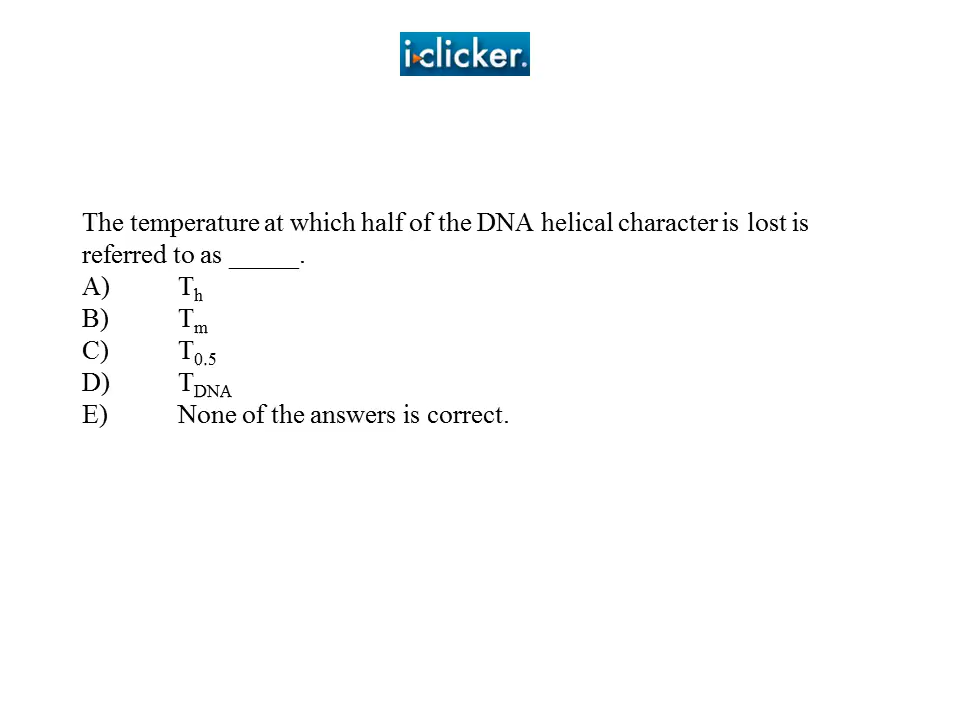 i-clicker.
The temperature at which half of the DNA helical character is lost is
referred to as _____.
A) Th
B) Tm
C) T0.5
D) TDNA
E) None of the answers is correct.